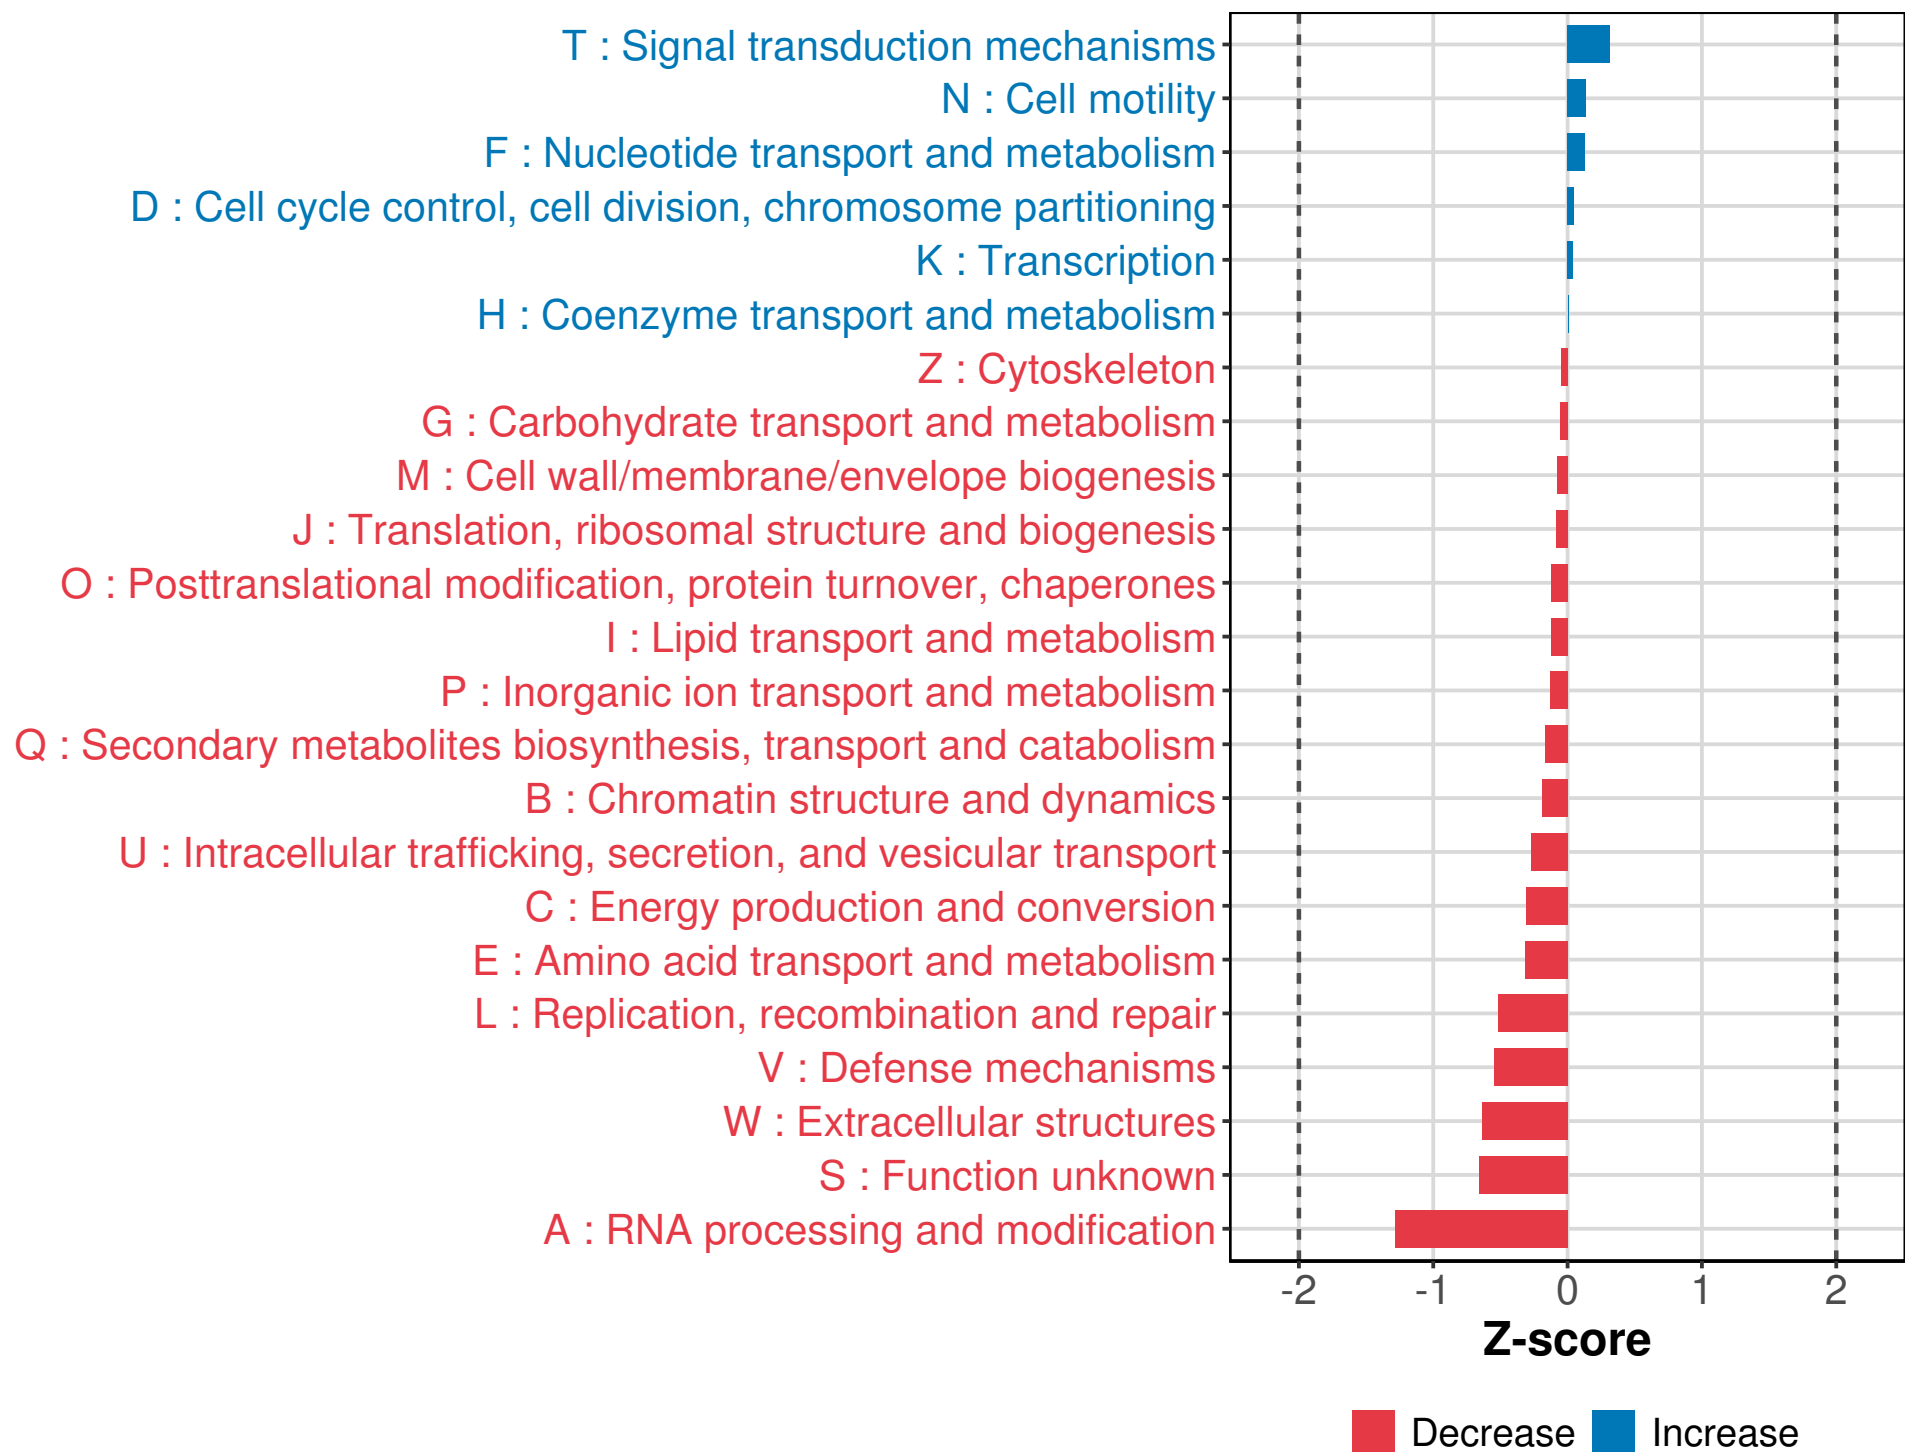 T : Signal transduction mechanisms
N : Cell motility
F : Nucleotide transport and metabolism
D : Cell cycle control, cell division, chromosome partitioning
K : Transcription
H : Coenzyme transport and metabolism
Z : Cytoskeleton
G : Carbohydrate transport and metabolism
M : Cell wall/membrane/envelope biogenesis
J : Translation, ribosomal structure and biogenesis
O : Posttranslational modification, protein turnover, chaperones
I : Lipid transport and metabolism
P : Inorganic ion transport and metabolism
Q : Secondary metabolites biosynthesis, transport and catabolism
B : Chromatin structure and dynamics
U : Intracellular trafficking, secretion, and vesicular transport
C : Energy production and conversion
E : Amino acid transport and metabolism
L : Replication, recombination and repair
V : Defense mechanisms
W : Extracellular structures
S : Function unknown
A : RNA processing and modification
-2 -1 0 1 2
Z-score
Decrease Increase